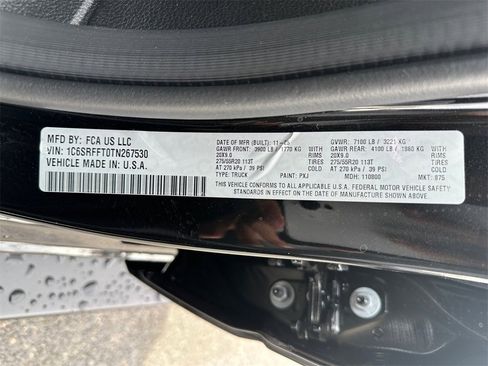 MFD BY: FCA US LLC
VIN: 1C6SRFFT0TN267530
VEHICLE MADE IN: U.S.A.
DATE OF MFR (BUILT): 11-25 GVWR: 7100 LB / 3221 KG
GAWR FRONT: 3900 LB / 1770 KG GAWR REAR: 4100 LB / 1860 KG
20X9.0 RIMS 20X9.0 RIMS
275/55R20 113T TIRES 275/55R20 113T TIRES
AT 270 kPa / 39 PSI COLD AT 270 kPa / 39 PSI COLD
TYPE: TRUCK PAINT: PXJ MDH: 110800 MKT: 875
THIS VEHICLE CONFORMS TO ALL APPLICABLE U.S.A. FEDERAL MOTOR VEHICLE SAFETY
STANDARDS IN EFFECT ON THE DATE OF MANUFACTURE SHOWN ABOVE.